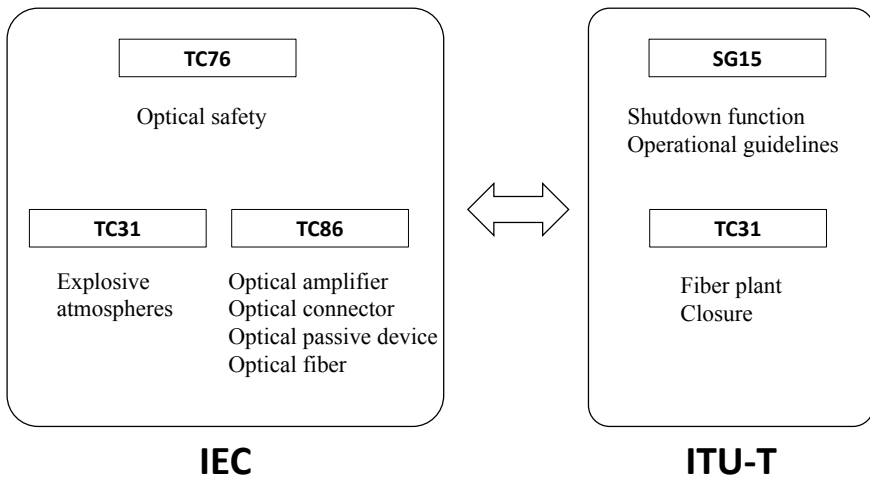 TC76
Optical safety
TC31
Explosive
atmospheres
TC86
Optical amplifier
Optical connector
Optical passive device
Optical fiber
IEC
SG15
Shutdown function
Operational guidelines
TC31
Fiber plant
Closure
ITU-T